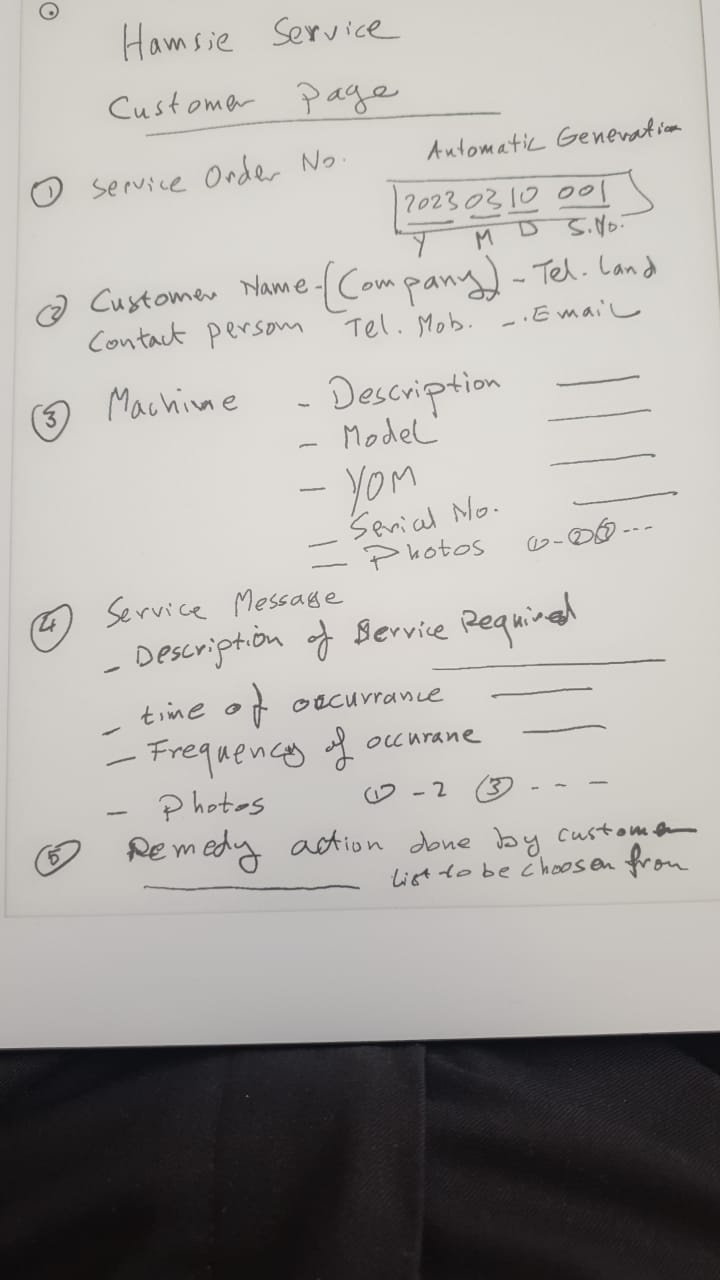 Hamsie Service
Customer Page
① Service Order No. Automatic Generation
2023 03 10 001
Y M D S.No.
② Customer Name - (Company) - Tel. Land
Contact person Tel. Mob. - Email
③ Machine - Description
- Model
- YOM
- Serial No.
- Photos ① - ② ③ ---
④ Service Message
- Description of Service Required
- time of occurrance
- Frequency of occurane
- Photos ① - 2 ③ - - -
⑤ Remedy action done by customer
List to be choosen from